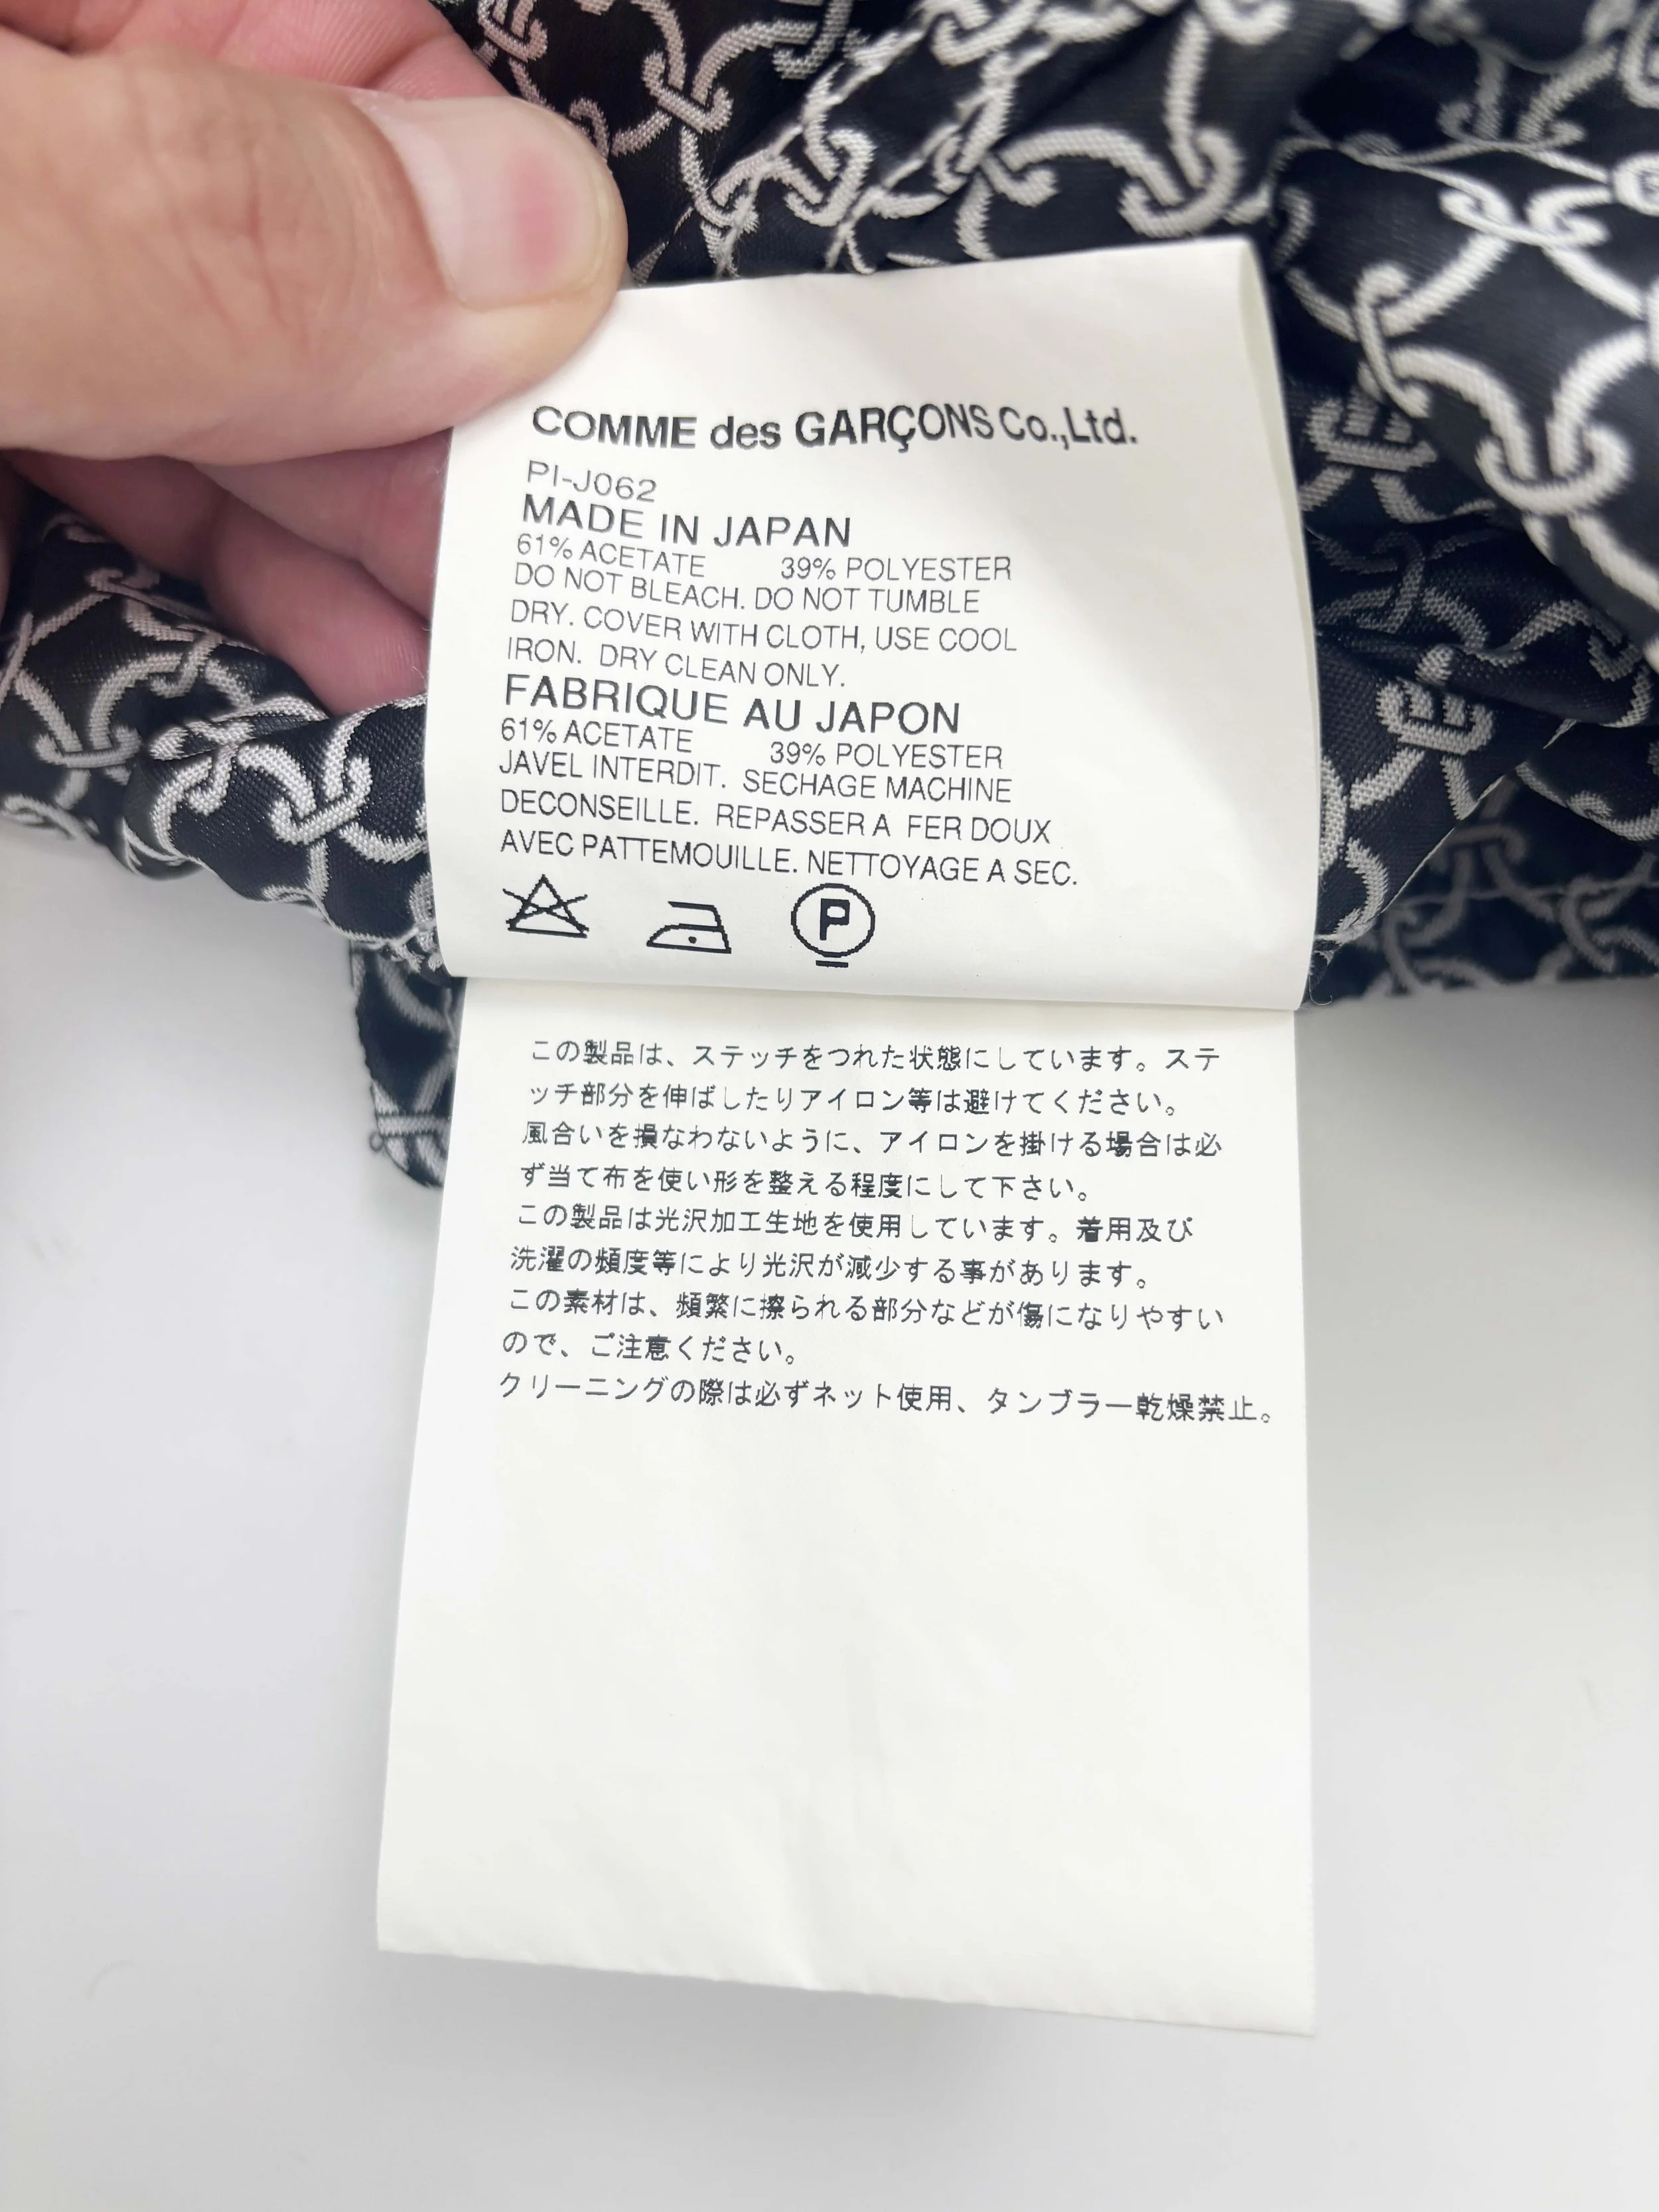 COMME des GARÇONS Co.,Ltd.
PI-J062
MADE IN JAPAN
61% ACETATE 39% POLYESTER
DO NOT BLEACH. DO NOT TUMBLE
DRY. COVER WITH CLOTH, USE COOL
IRON. DRY CLEAN ONLY.
FABRIQUE AU JAPON
61% ACETATE 39% POLYESTER
JAVEL INTERDIT. SECHAGE MACHINE
DECONSEILLE. REPASSER A FER DOUX
AVEC PATTEMOUILLE. NETTOYAGE A SEC.
P
この製品は、ステッチをつれた状態にしています。ステ
ッチ部分を伸ばしたりアイロン等は避けてください。
風合いを損なわないように、アイロンを掛ける場合は必
ず当て布を使い形を整える程度にして下さい。
この製品は光沢加工生地を使用しています。着用及び
洗濯の頻度等により光沢が減少する事があります。
この素材は、頻繁に擦られる部分などが傷になりやすい
ので、ご注意ください。
クリーニングの際は必ずネット使用、タンブラー乾燥禁止。